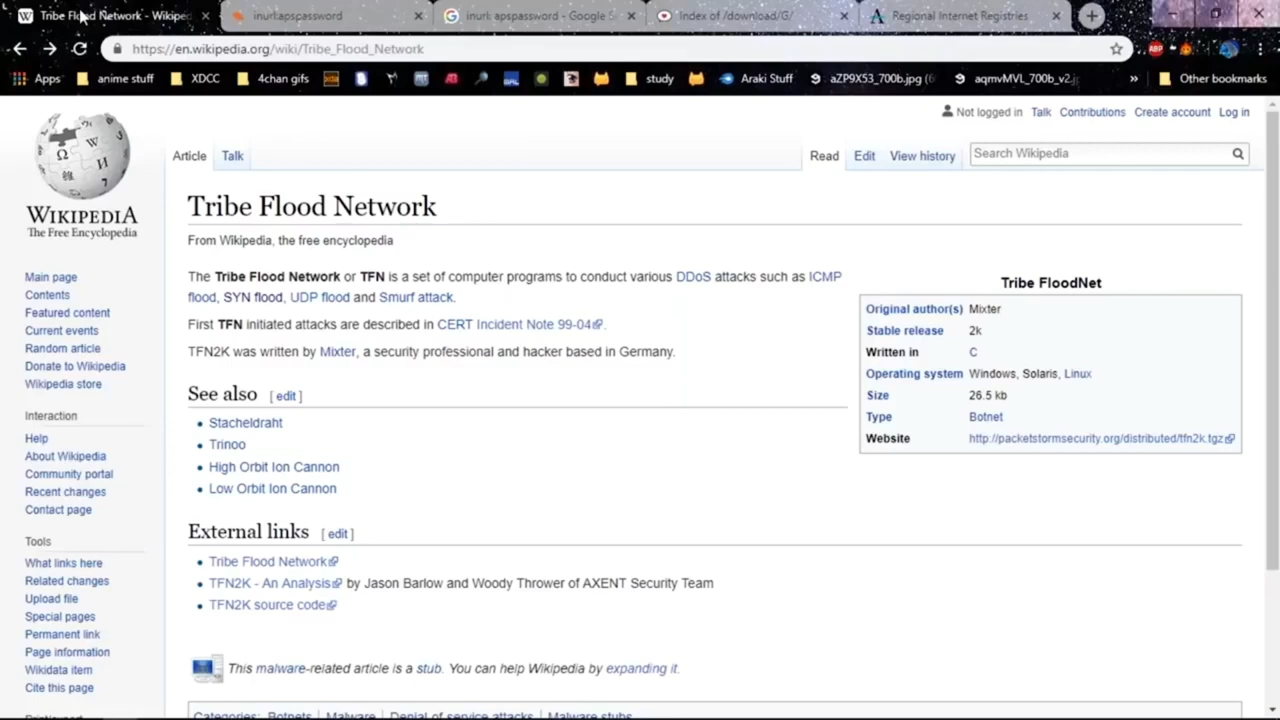 Tribe Flood Network - Wikiped
inurl:apspassword
inurl: apspassword - Google S
Index of /download/G/
Regional Internet Registries
https://en.wikipedia.org/wiki/Tribe_Flood_Network
ABP
Apps anime stuff XDCC 4chan gifs study Araki Stuff aZP9X53_700b.jpg (6 aqmvMVL_700b_v2.j » Other bookmarks
Not logged in Talk Contributions Create account Log in
Article Talk Read Edit View history Search Wikipedia
WIKIPEDIA
The Free Encyclopedia
Tribe Flood Network
From Wikipedia, the free encyclopedia
The Tribe Flood Network or TFN is a set of computer programs to conduct various DDoS attacks such as ICMP
flood, SYN flood, UDP flood and Smurf attack.
First TFN initiated attacks are described in CERT Incident Note 99-04.
TFN2K was written by Mixter, a security professional and hacker based in Germany.
Tribe FloodNet
Original author(s) Mixter
Stable release 2k
Written in C
Operating system Windows, Solaris, Linux
Size 26.5 kb
Type Botnet
Website http://packetstormsecurity.org/distributed/tfn2k.tgz
See also [ edit ]
• Stacheldraht
• Trinoo
• High Orbit Ion Cannon
• Low Orbit Ion Cannon
External links [ edit ]
• Tribe Flood Network
• TFN2K - An Analysis by Jason Barlow and Woody Thrower of AXENT Security Team
• TFN2K source code
This malware-related article is a stub. You can help Wikipedia by expanding it.
Categories: Botnets | Malware | Denial of service attacks | Malware stubs
Main page
Contents
Featured content
Current events
Random article
Donate to Wikipedia
Wikipedia store
Interaction
Help
About Wikipedia
Community portal
Recent changes
Contact page
Tools
What links here
Related changes
Upload file
Special pages
Permanent link
Page information
Wikidata item
Cite this page